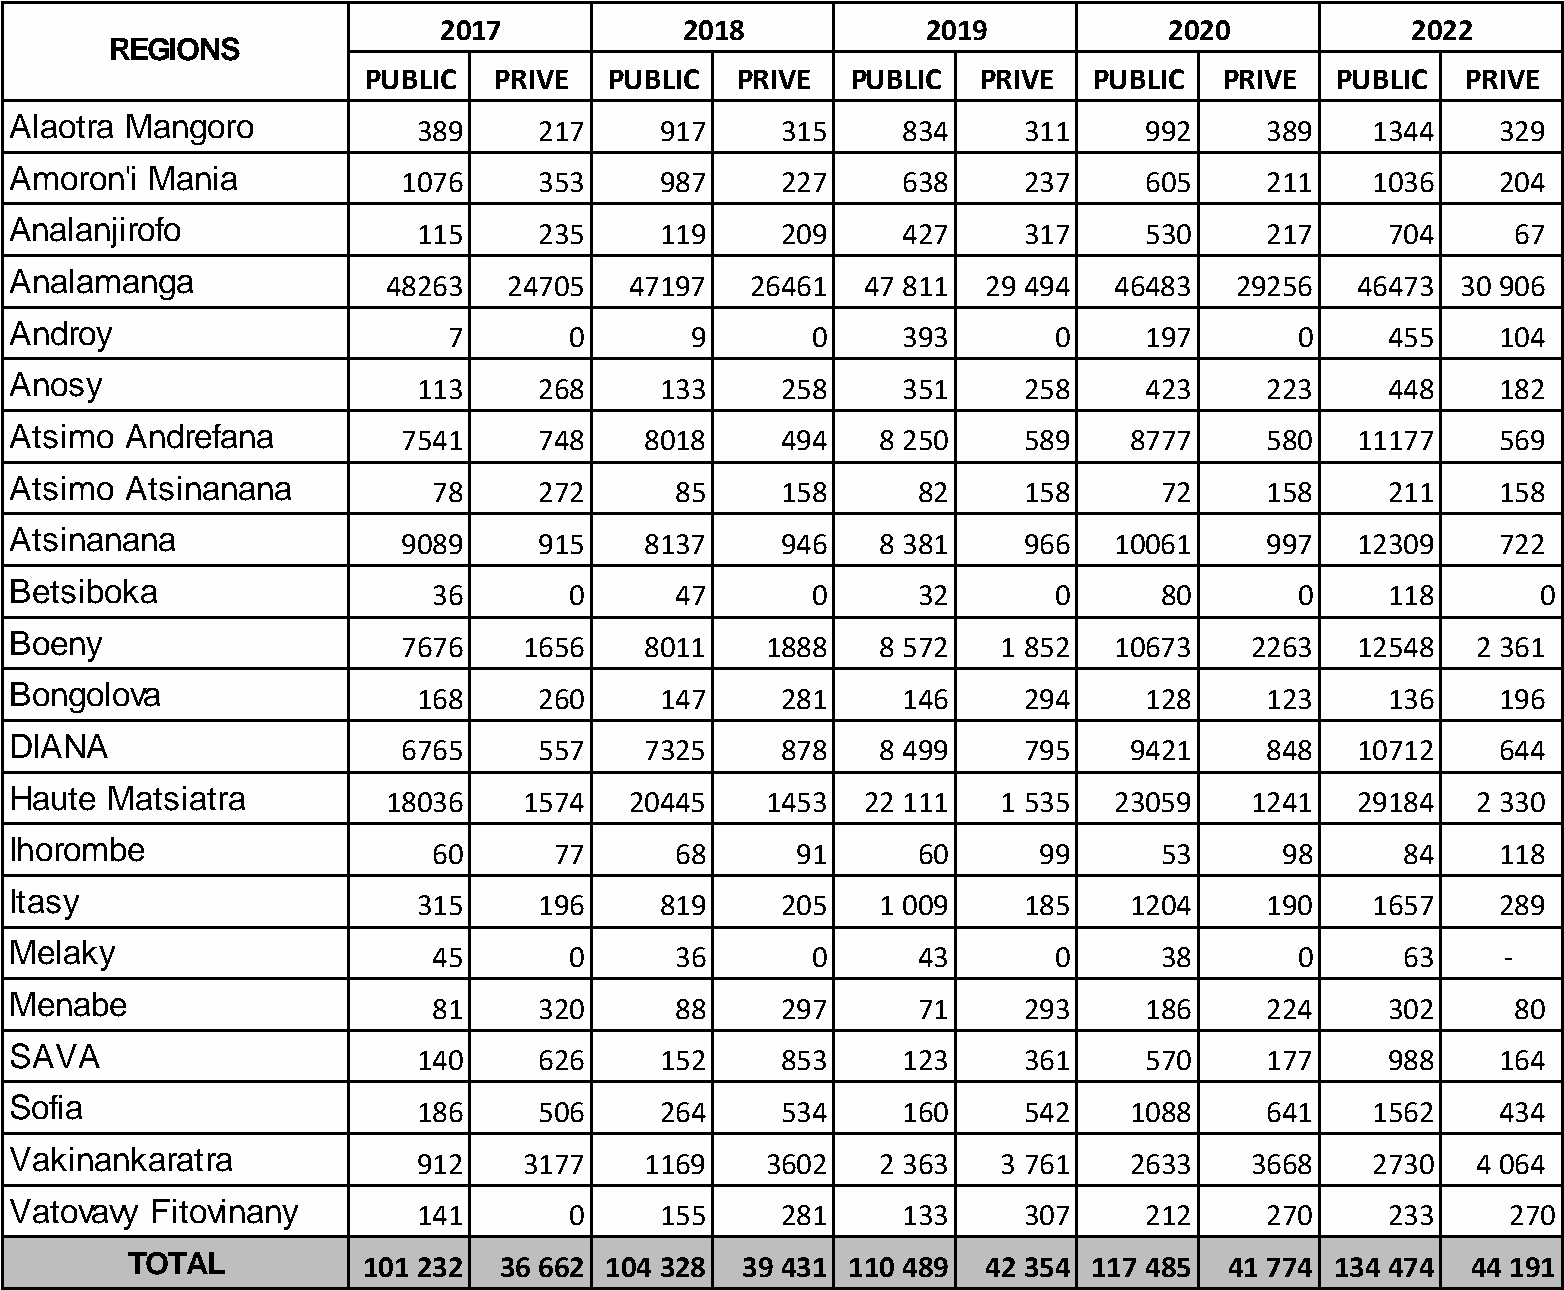 REGIONS 2017 2018 2019 2020 2022
PUBLIC PRIVE PUBLIC PRIVE PUBLIC PRIVE PUBLIC PRIVE PUBLIC PRIVE
Alaotra Mangoro 389 217 917 315 834 311 992 389 1344 329
Amoron'i Mania 1076 353 987 227 638 237 605 211 1036 204
Analanjirofo 115 235 119 209 427 317 530 217 704 67
Analamanga 48263 24705 47197 26461 47 811 29 494 46483 29256 46473 30 906
Androy 7 0 9 0 393 0 197 0 455 104
Anosy 113 268 133 258 351 258 423 223 448 182
Atsimo Andrefana 7541 748 8018 494 8 250 589 8777 580 11177 569
Atsimo Atsinanana 78 272 85 158 82 158 72 158 211 158
Atsinanana 9089 915 8137 946 8 381 966 10061 997 12309 722
Betsiboka 36 0 47 0 32 0 80 0 118 0
Boeny 7676 1656 8011 1888 8 572 1 852 10673 2263 12548 2 361
Bongolova 168 260 147 281 146 294 128 123 136 196
DIANA 6765 557 7325 878 8 499 795 9421 848 10712 644
Haute Matsiatra 18036 1574 20445 1453 22 111 1 535 23059 1241 29184 2 330
Ihorombe 60 77 68 91 60 99 53 98 84 118
Itasy 315 196 819 205 1 009 185 1204 190 1657 289
Melaky 45 0 36 0 43 0 38 0 63 -
Menabe 81 320 88 297 71 293 186 224 302 80
SAVA 140 626 152 853 123 361 570 177 988 164
Sofia 186 506 264 534 160 542 1088 641 1562 434
Vakinankaratra 912 3177 1169 3602 2 363 3 761 2633 3668 2730 4 064
Vatovavy Fitovinany 141 0 155 281 133 307 212 270 233 270
TOTAL 101 232 36 662 104 328 39 431 110 489 42 354 117 485 41 774 134 474 44 191